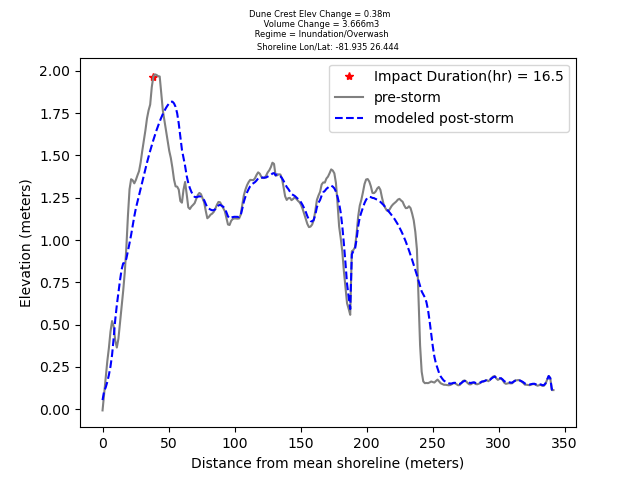 Dune Crest Elev Change = 0.38m
Volume Change = 3.666m3
Regime = Inundation/Overwash
Shoreline Lon/Lat: -81.935 26.444
Impact Duration(hr) = 16.5
pre-storm
modeled post-storm
Elevation (meters)
2.00
1.75
1.50
1.25
1.00
0.75
0.50
0.25
0.00
0 50 100 150 200 250 300 350
Distance from mean shoreline (meters)